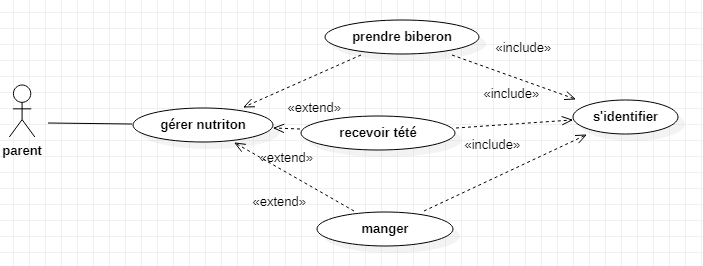 prendre biberon
«include»
«include»
«extend»
s'identifier
gérer nutriton
recevoir tété
parent
«include»
«extend»
«extend»
manger